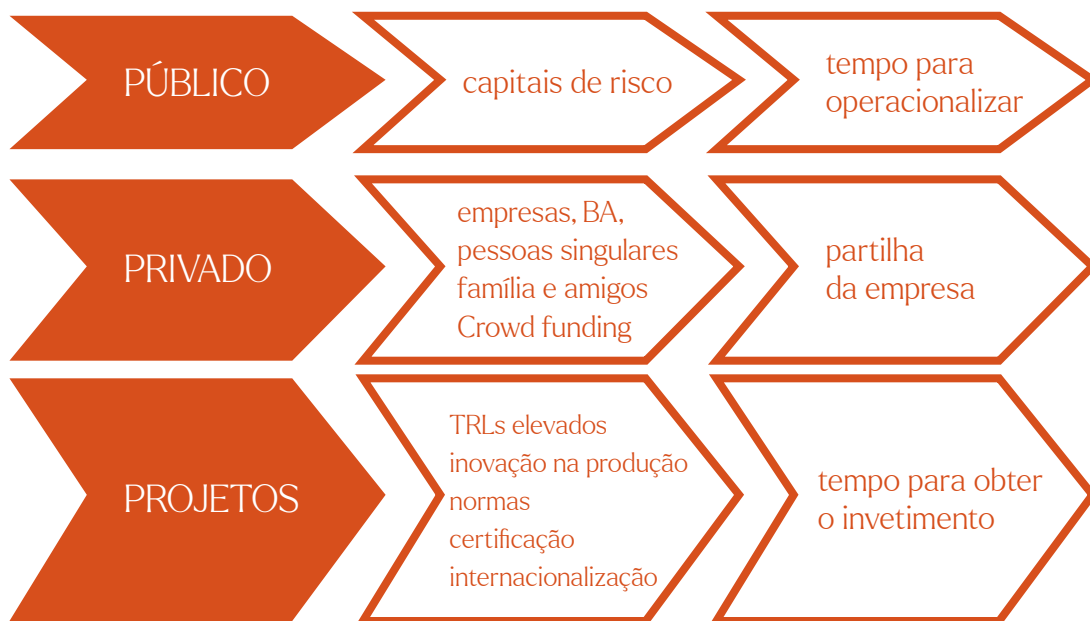 PÚBLICO
capitais de risco
tempo para
operacionalizar
PRIVADO
empresas, BA,
pessoas singulares
família e amigos
Crowd funding
partilha
da empresa
PROJETOS
TRLs elevados
inovação na produção
normas
certificação
internacionalização
tempo para obter
o invetimento